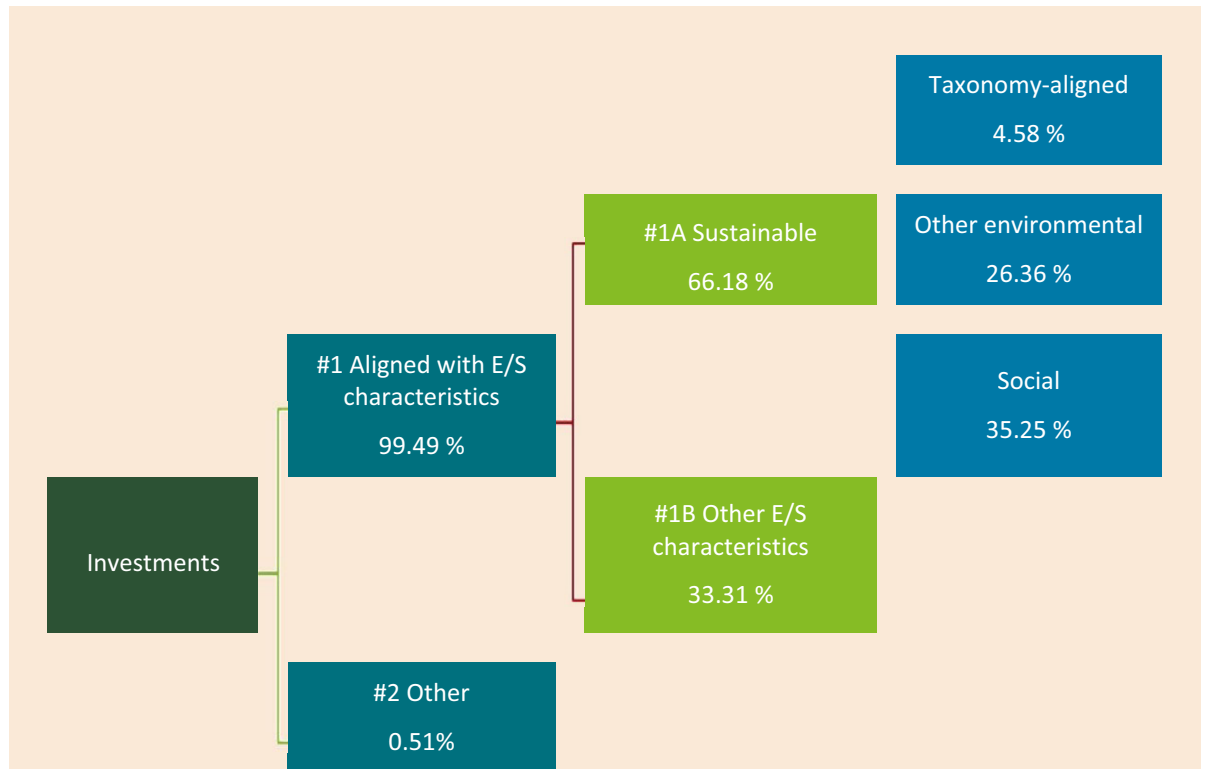 Taxonomy-aligned
4.58 %
#1A Sustainable
66.18 %
Other environmental
26.36 %
#1 Aligned with E/S
characteristics
99.49 %
Social
35.25 %
Investments
#1B Other E/S
characteristics
33.31 %
#2 Other
0.51%